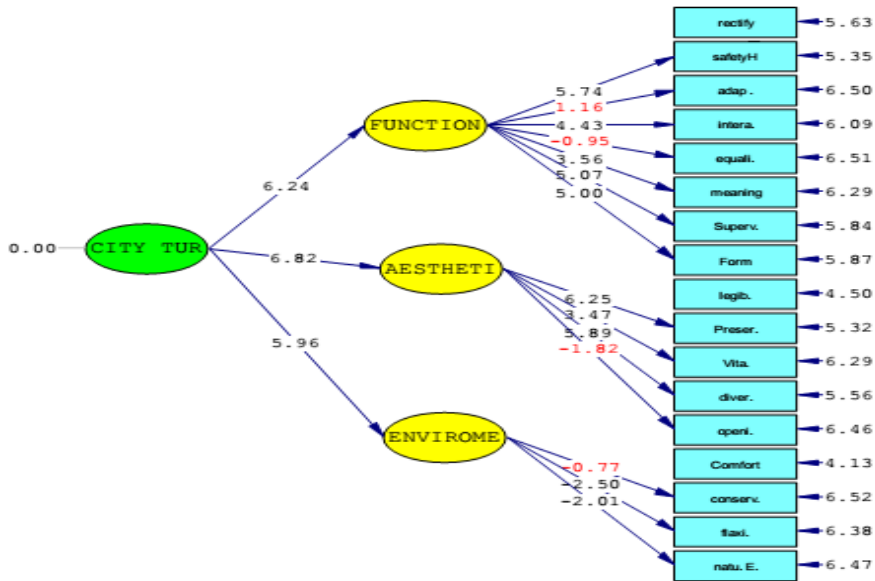 rectify 5.63
safetyH 5.35
5.74
adap. 6.50
1.16
FUNCTION 4.43 intera. 6.09
-0.95
equali. 6.51
3.56
5.07
6.24 5.00 meaning 6.29
Superv. 5.84
0.00 CITY TUR
6.82 Form 5.87
AESTHETI
legib. 4.50
6.25
3.47 Preser. 5.32
5.89
5.96 -1.82
Vita. 6.29
diver. 5.56
openi. 6.46
ENVIROME
Comfort 4.13
-0.77
-2.50 conserv. 6.52
-2.01
flaxi. 6.38
natu. E. 6.47